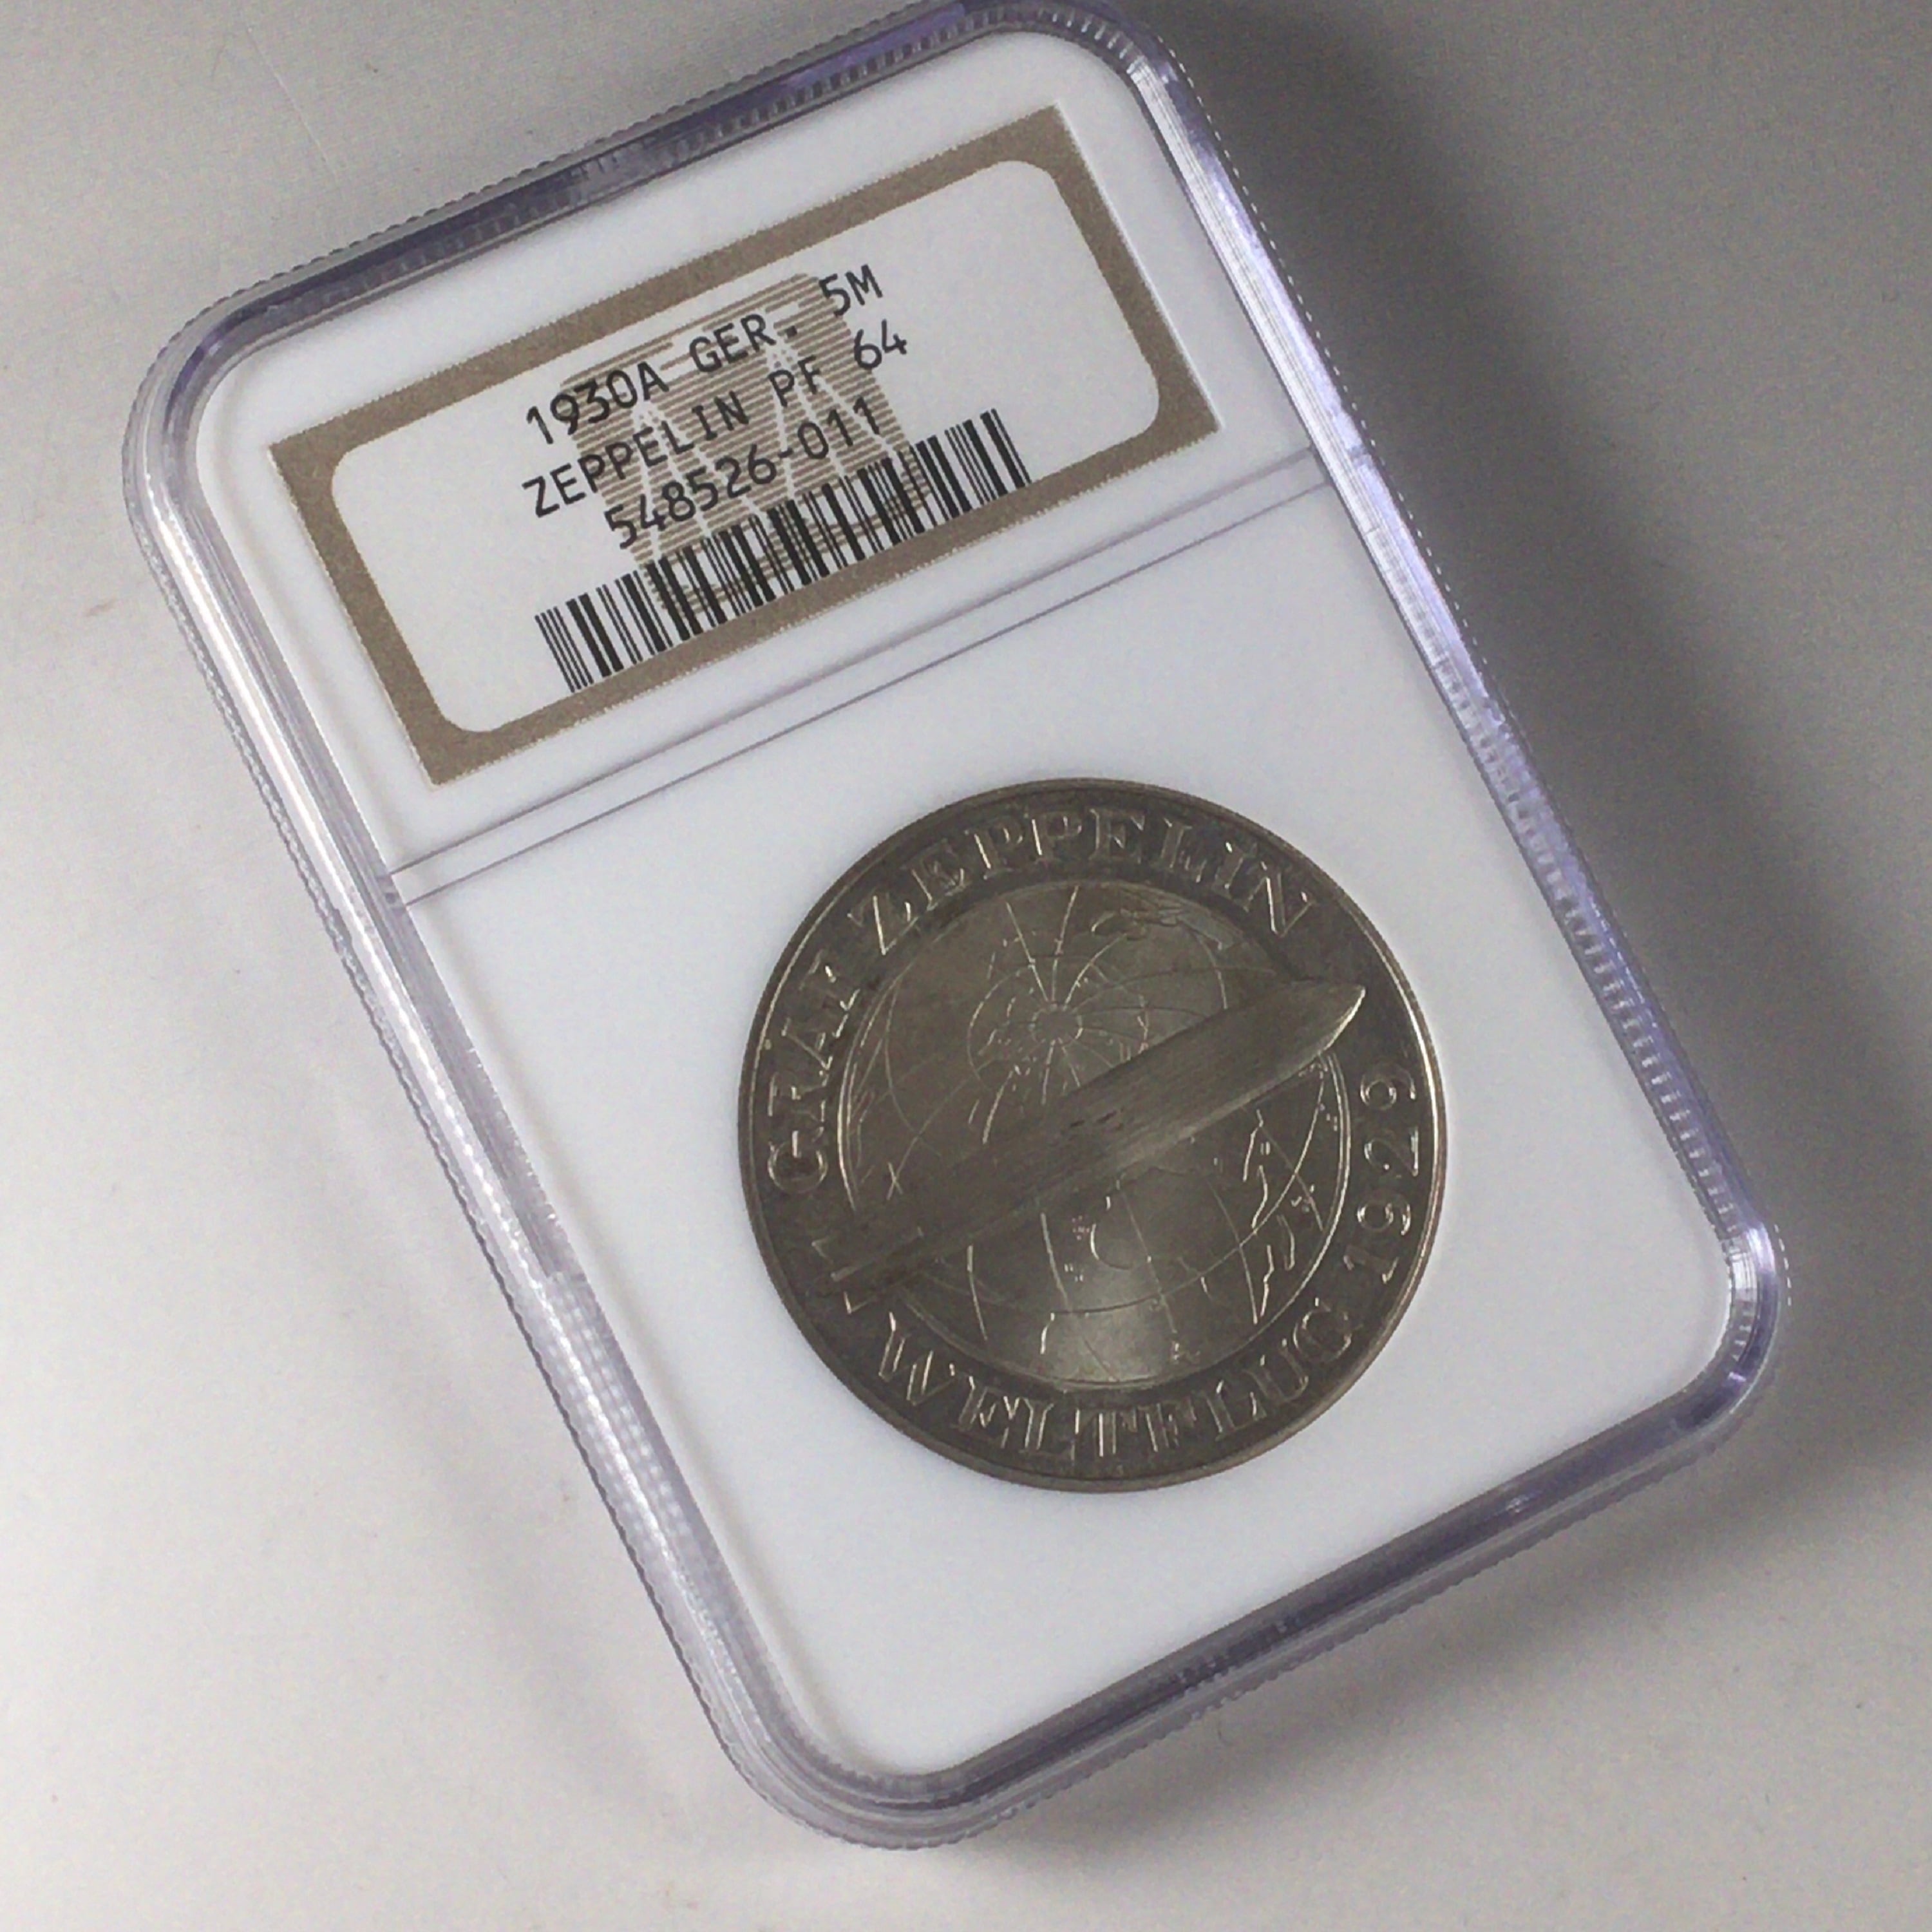 1930A GER. 5M
ZEPPELIN PF 64
548526-011
GRAF ZEPPELIN
WELTFLUG 1929